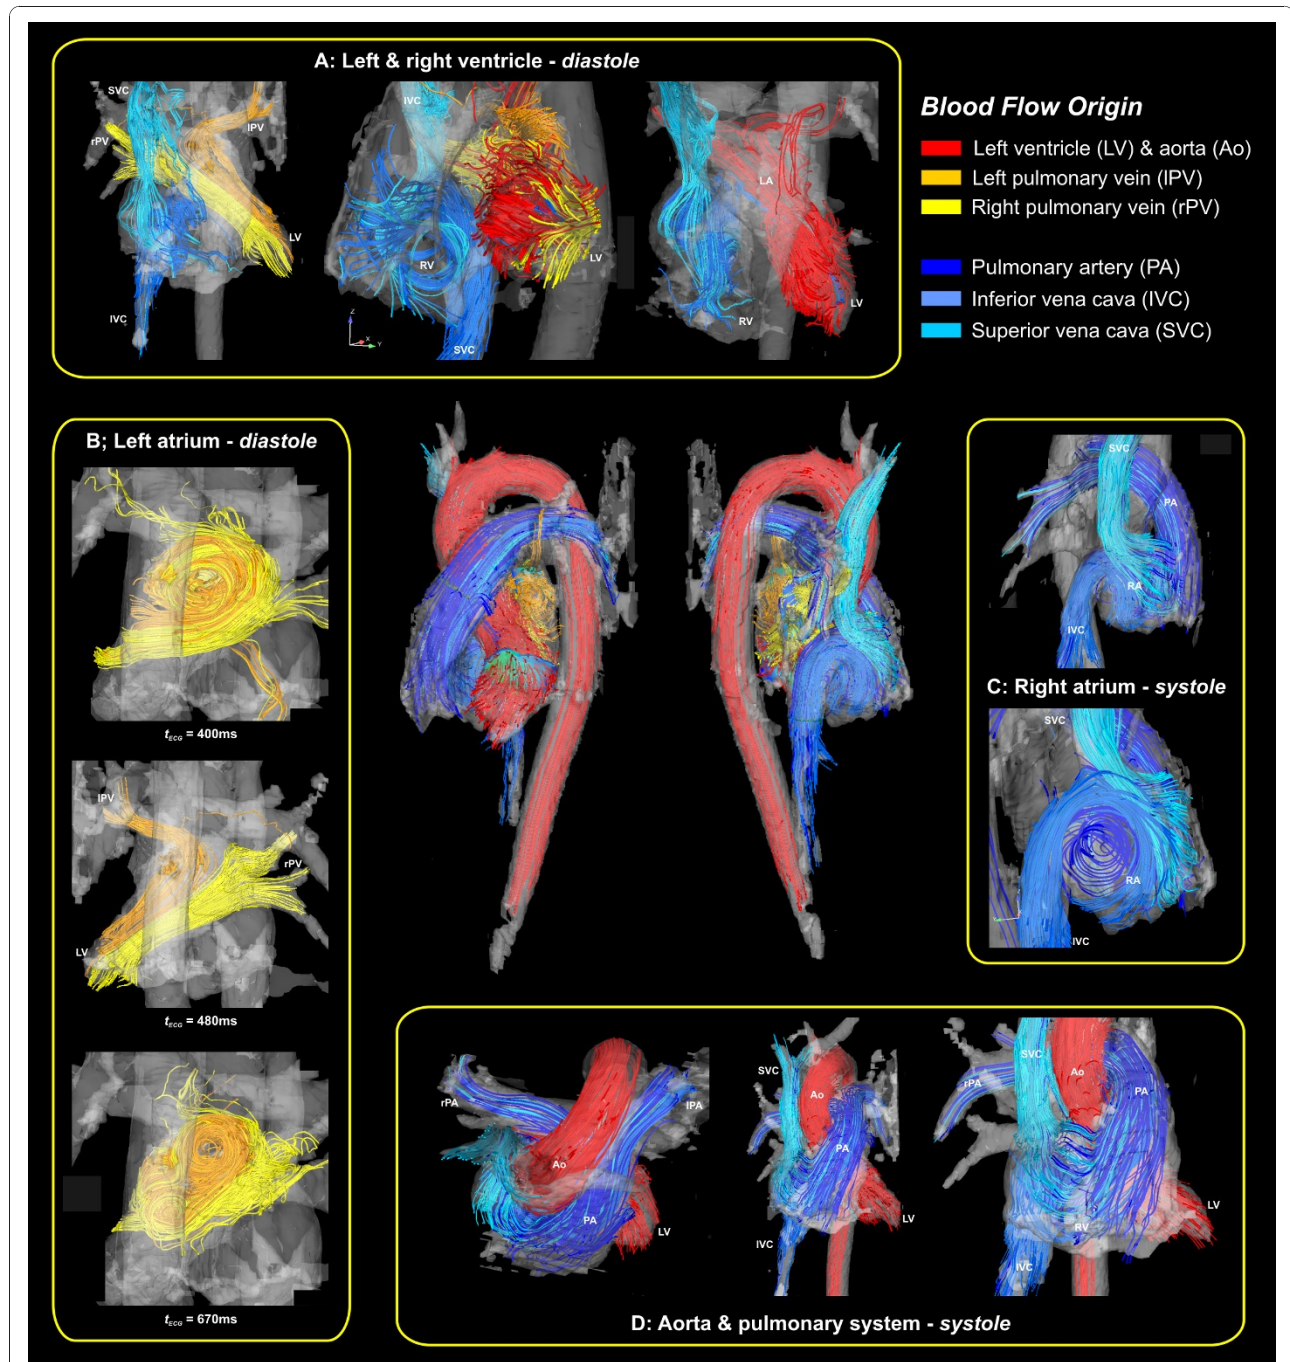 A: Left & right ventricle - diastole
SVC
lPV
rPV
LV
IVC
IVC
RV
LV
SVC
Z
X
Y
LA
LV
RV
Blood Flow Origin
Left ventricle (LV) & aorta (Ao)
Left pulmonary vein (lPV)
Right pulmonary vein (rPV)
Pulmonary artery (PA)
Inferior vena cava (IVC)
Superior vena cava (SVC)
B; Left atrium - diastole
tECG = 400ms
lPV
rPV
LV
tECG = 480ms
tECG = 670ms
SVC
PA
RA
IVC
C: Right atrium - systole
SVC
RA
IVC
rPA
lPA
Ao
PA
LV
SVC
Ao
PA
LV
IVC
SVC
Ao
rPA
PA
LV
RV
IVC
D: Aorta & pulmonary system - systole